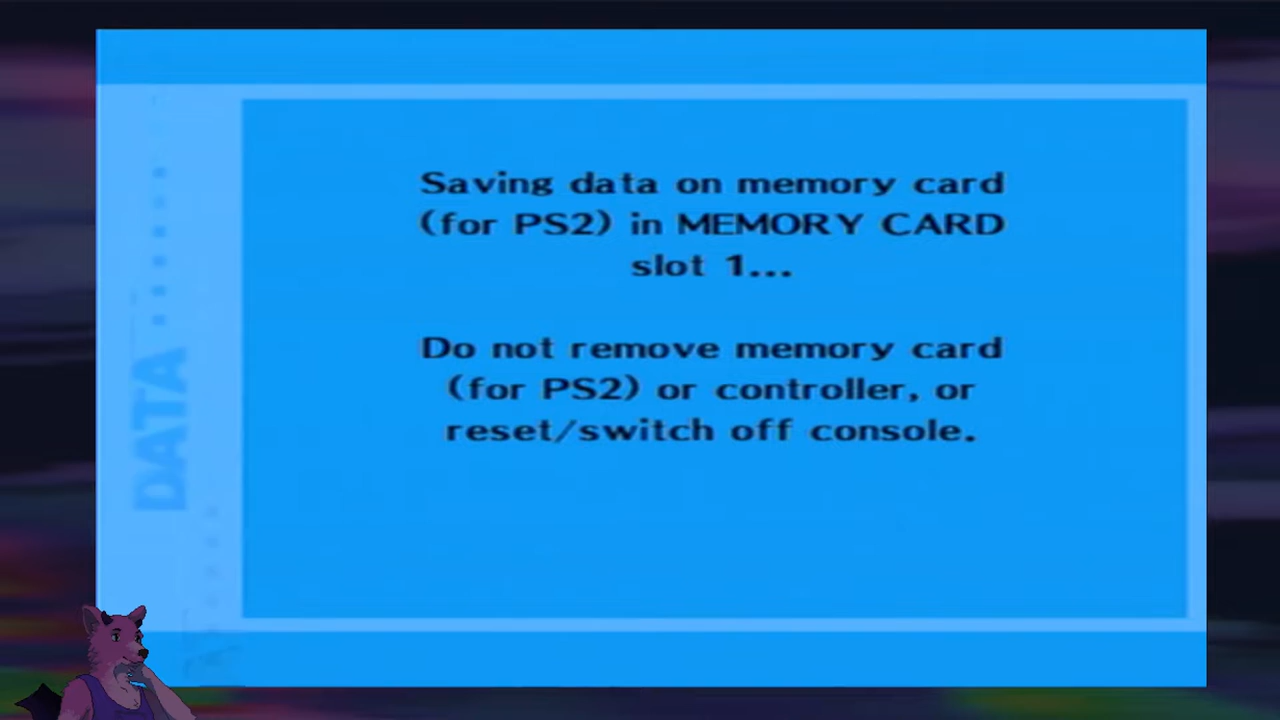 Saving data on memory card
(for PS2) in MEMORY CARD
slot 1...
Do not remove memory card
(for PS2) or controller, or
reset/switch off console.
DATA